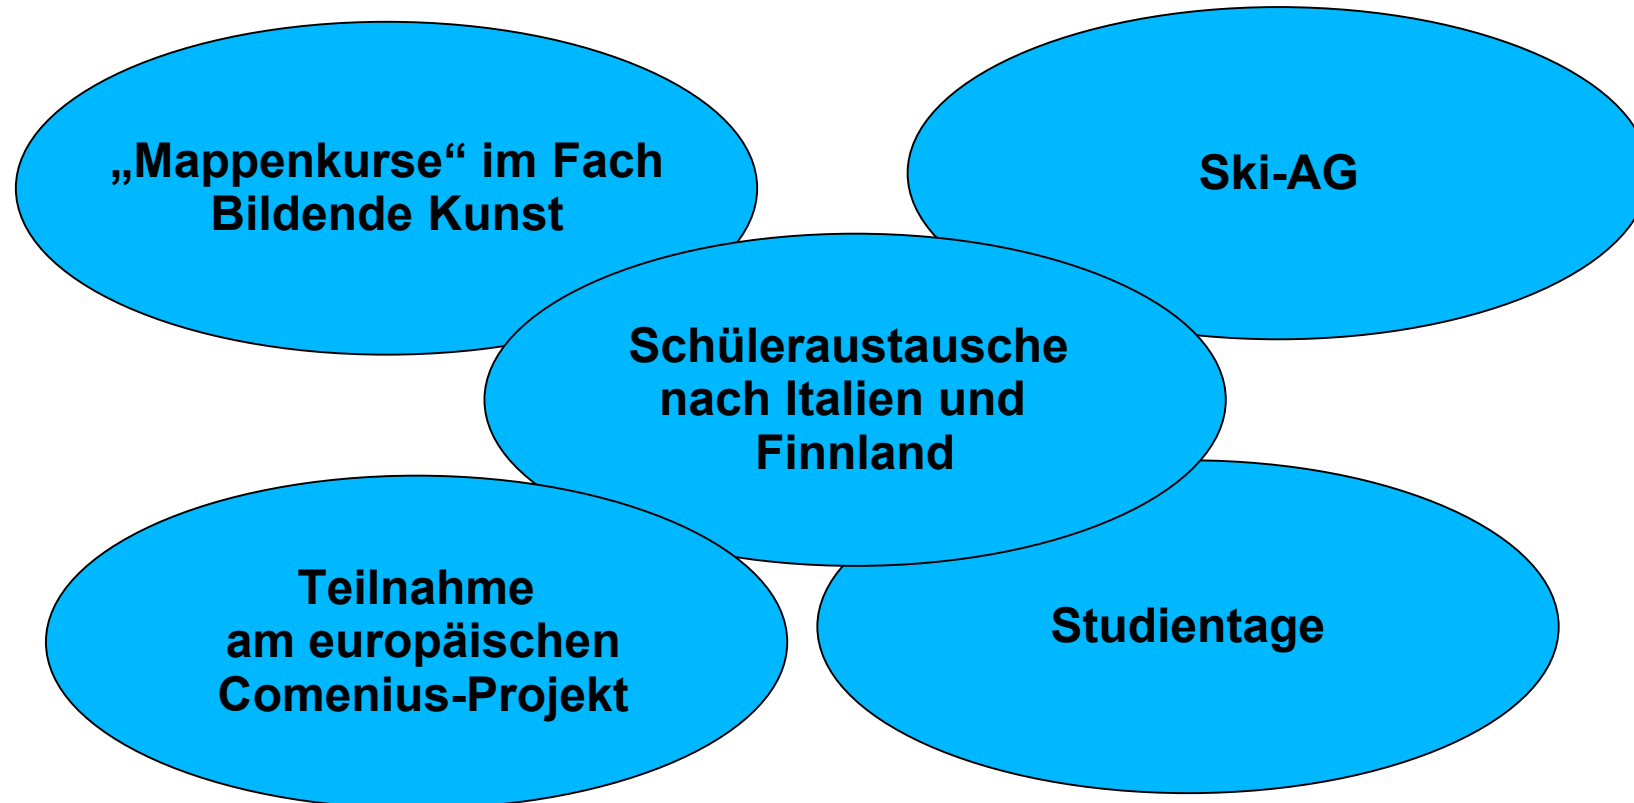 „Mappenkurse“ im Fach
Bildende Kunst
Ski-AG
Schüleraustausche
nach Italien und
Finnland
Teilnahme
am europäischen
Comenius-Projekt
Studientage